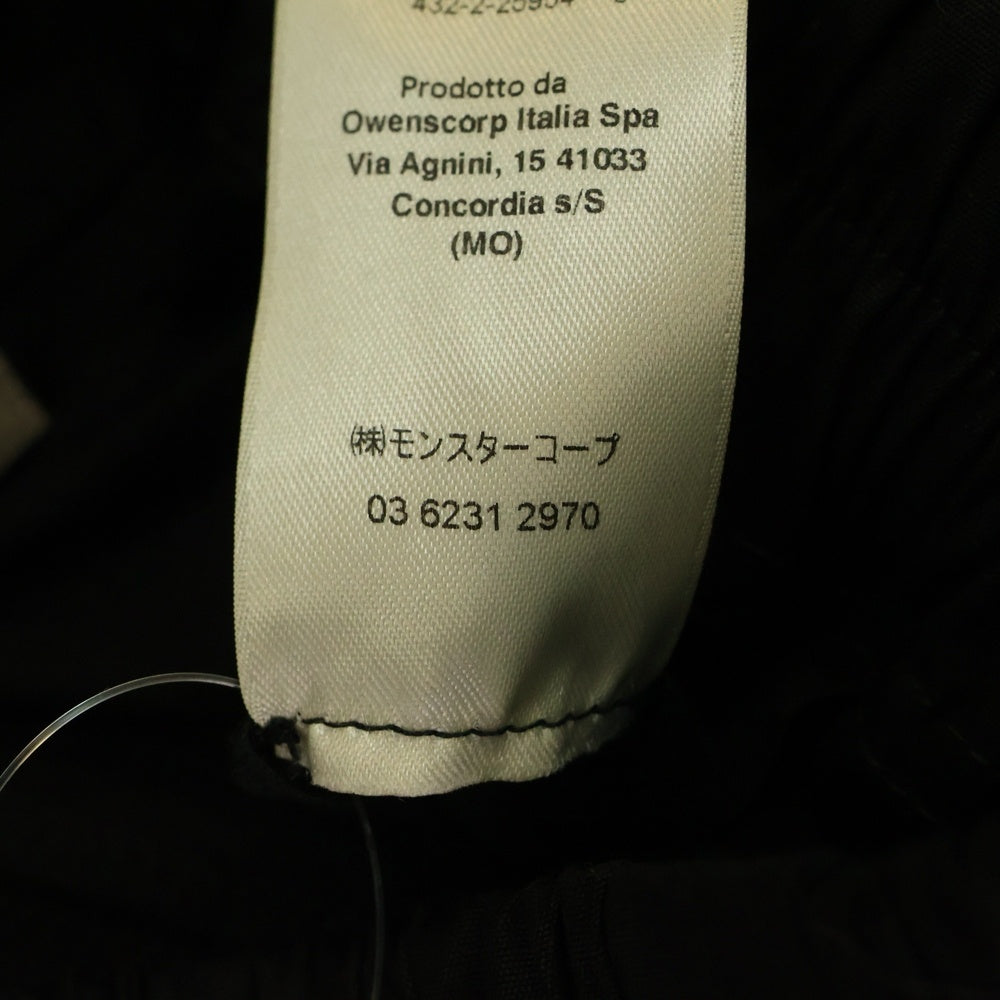 Prodotto da
Owenscorp Italia Spa
Via Agnini, 15 41033
Concordia s/S
(MO)
㈱モンスターコープ
03 6231 2970